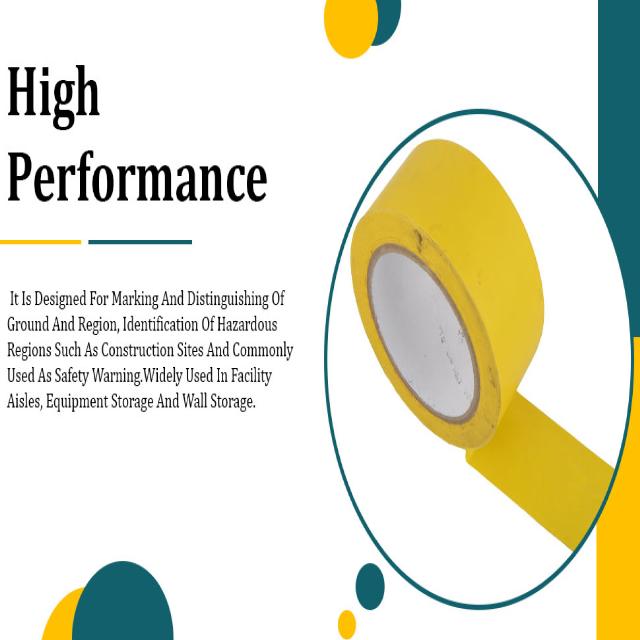 High
Performance
It Is Designed For Marking And Distinguishing Of
Ground And Region, Identification Of Hazardous
Regions Such As Construction Sites And Commonly
Used As Safety Warning.Widely Used In Facility
Aisles, Equipment Storage And Wall Storage.